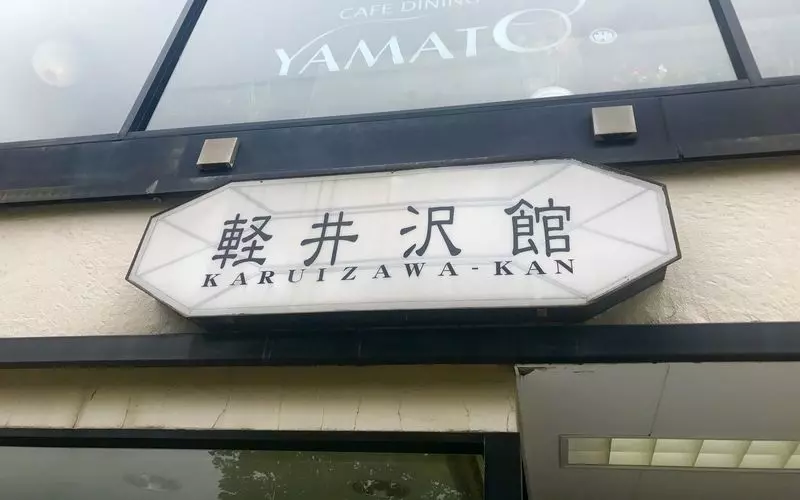 CAFE DINING
YAMATO
軽井沢館
KARUIZAWA-KAN